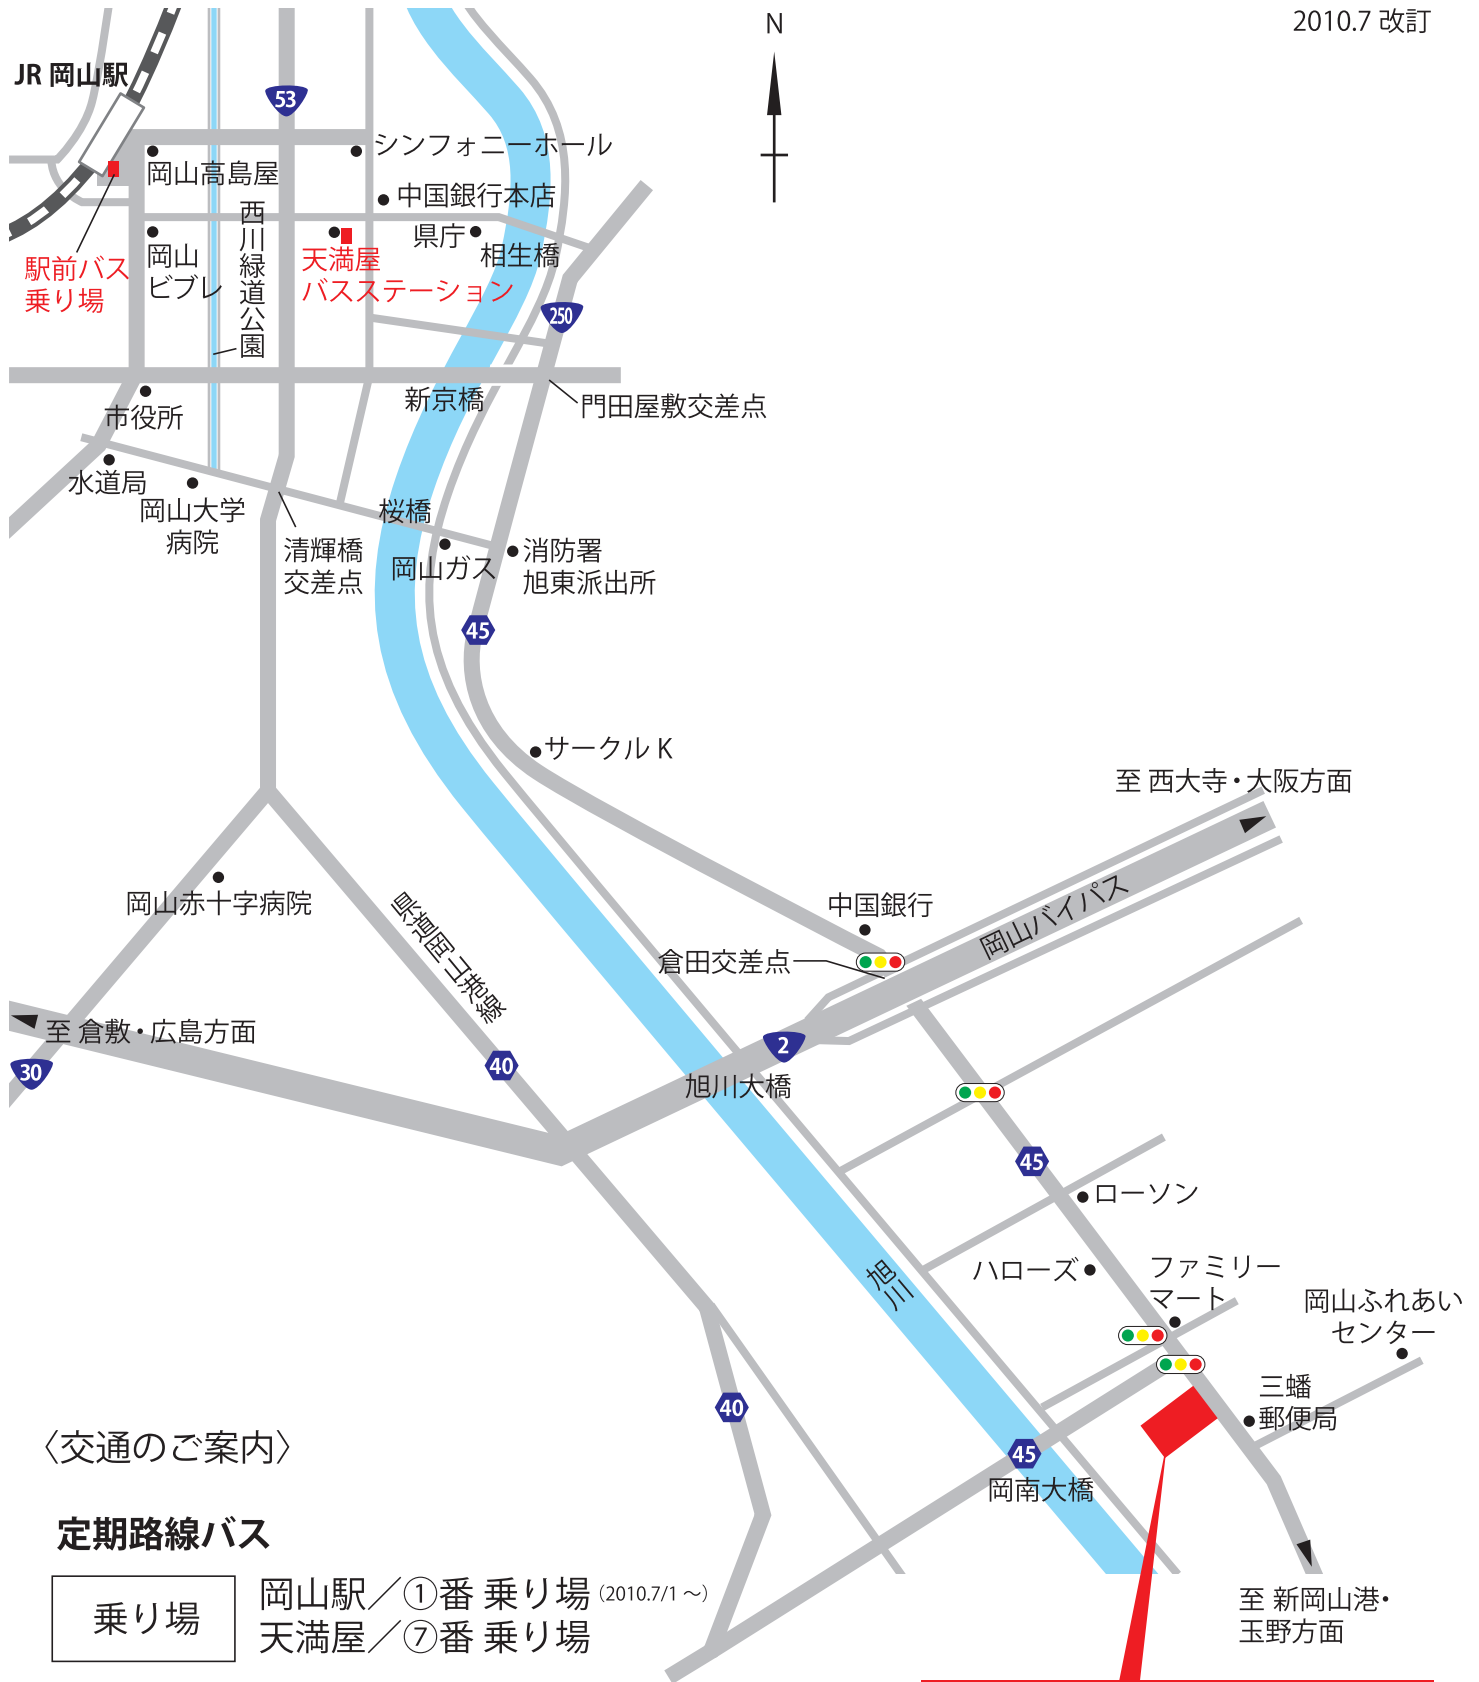 N
2010.7 改訂
JR 岡山駅
53
シンフォニーホール
岡山高島屋
中国銀行本店
西川緑道公園
県庁
相生橋
岡山
ビブレ
天満屋
バスステーション
駅前バス
乗り場
250
新京橋
門田屋敷交差点
市役所
水道局
岡山大学
病院
桜橋
清輝橋
交差点
岡山ガス
消防署
旭東派出所
45
サークル K
至 西大寺・大阪方面
岡山赤十字病院
県道岡山港線
中国銀行
岡山バイパス
倉田交差点
至 倉敷・広島方面
30
40
2
旭川大橋
45
ローソン
旭川
ハローズ
ファミリー
マート
岡山ふれあい
センター
三蟠
郵便局
40
45
岡南大橋
〈交通のご案内〉
定期路線バス
乗り場
岡山駅／①番 乗り場（2010.7/1 ～）
天満屋／⑦番 乗り場
至 新岡山港・
玉野方面